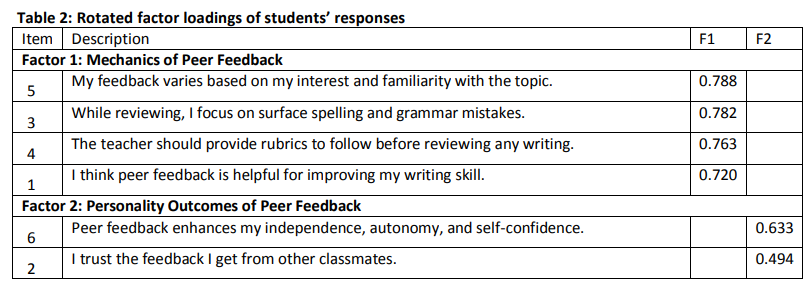 Table 2: Rotated factor loadings of students’ responses
Item Description F1 F2
Factor 1: Mechanics of Peer Feedback
5 My feedback varies based on my interest and familiarity with the topic. 0.788
3 While reviewing, I focus on surface spelling and grammar mistakes. 0.782
4 The teacher should provide rubrics to follow before reviewing any writing. 0.763
1 I think peer feedback is helpful for improving my writing skill. 0.720
Factor 2: Personality Outcomes of Peer Feedback
6 Peer feedback enhances my independence, autonomy, and self-confidence. 0.633
2 I trust the feedback I get from other classmates. 0.494